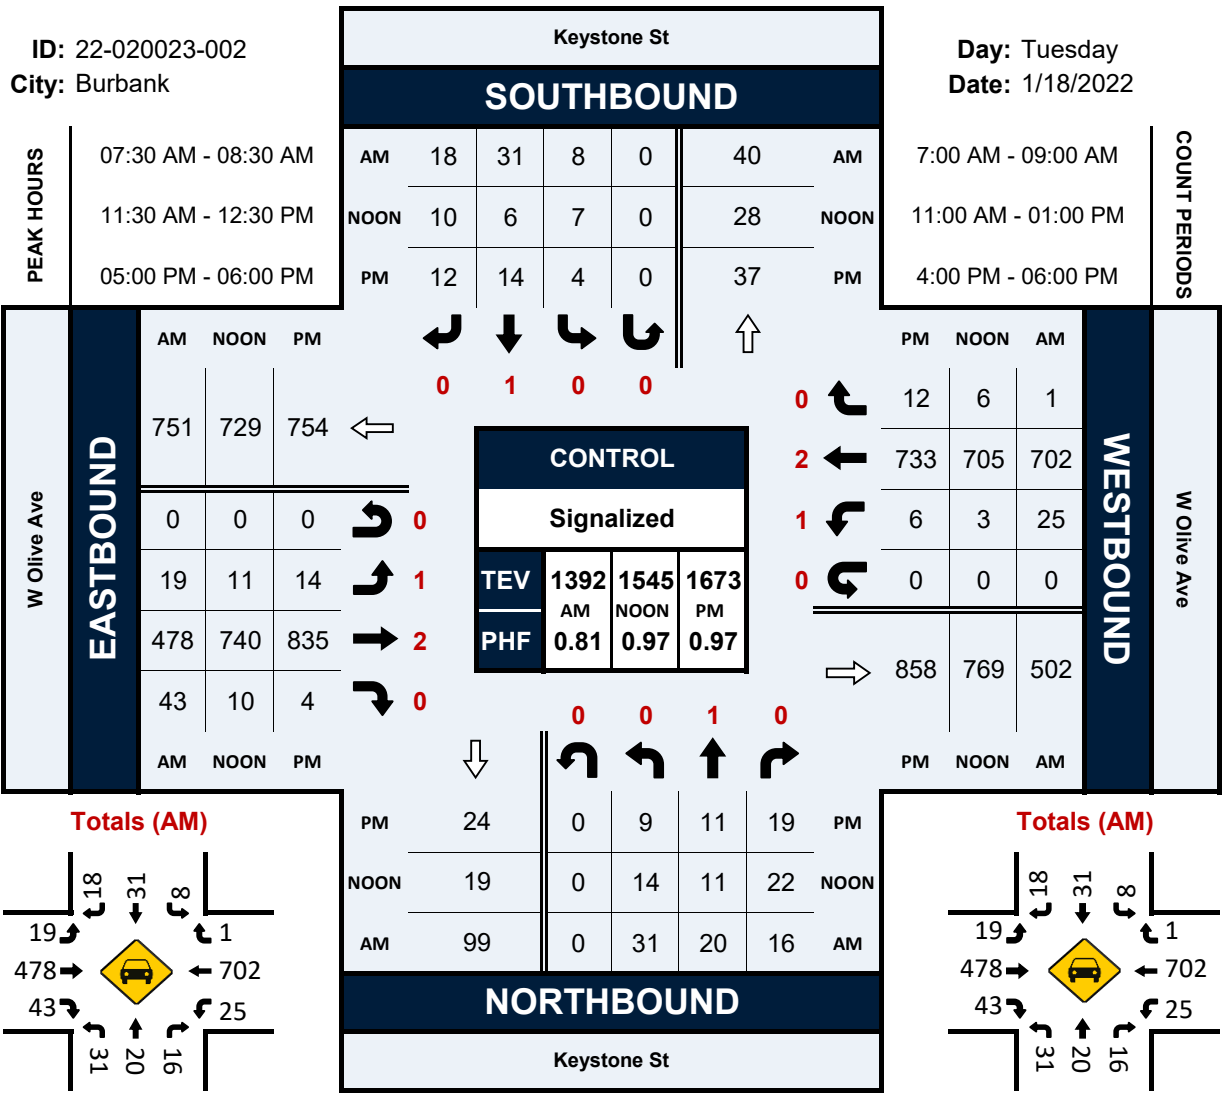 Keystone St
ID: 22-020023-002
Day: Tuesday
City: Burbank
Date: 1/18/2022
SOUTHBOUND
PEAK HOURS
07:30 AM - 08:30 AM
AM 18 31 8 0 40 AM
7:00 AM - 09:00 AM
COUNT PERIODS
11:30 AM - 12:30 PM
NOON 10 6 7 0 28 NOON
11:00 AM - 01:00 PM
05:00 PM - 06:00 PM
PM 12 14 4 0 37 PM
4:00 PM - 06:00 PM
AM NOON PM
PM NOON AM
0 1 0 0
W Olive Ave
EASTBOUND
751 729 754
0 0 0 0
19 11 14 1
478 740 835 2
43 10 4 0
AM NOON PM
CONTROL
Signalized
TEV 1392 1545 1673
AM NOON PM
PHF 0.81 0.97 0.97
0 12 6 1
2 733 705 702
1 6 3 25
0 0 0 0
858 769 502
PM NOON AM
WESTBOUND
W Olive Ave
0 0 1 0
PM 24 0 9 11 19 PM
NOON 19 0 14 11 22 NOON
AM 99 0 31 20 16 AM
NORTHBOUND
Keystone St
Totals (AM)
18 31 8
19 1
478 702
43 25
31 20 16
Totals (AM)
18 31 8
19 1
478 702
43 25
31 20 16